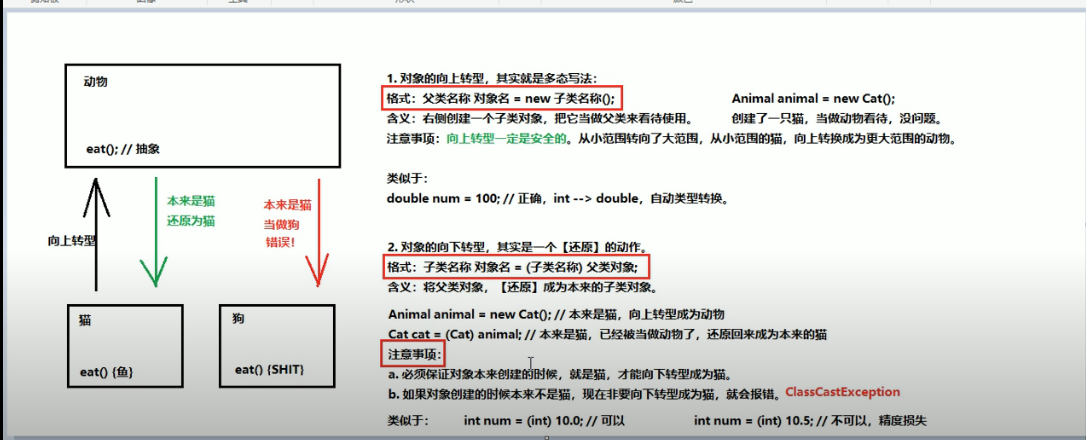 动物
eat(); // 抽象
本来是猫
还原为猫
本来是猫
当做狗
错误！
向上转型
猫
eat() {鱼}
狗
eat() {SHIT}
1. 对象的向上转型，其实就是多态写法：
格式：父类名称 对象名 = new 子类名称();
Animal animal = new Cat();
含义：右侧创建一个子类对象，把它当做父类来看待使用。
创建了一只猫，当做动物看待，没问题。
注意事项：向上转型一定是安全的。从小范围转向了大范围，从小范围的猫，向上转换成为更大范围的动物。
类似于：
double num = 100; // 正确，int --> double，自动类型转换。
2. 对象的向下转型，其实是一个【还原】的动作。
格式：子类名称 对象名 = (子类名称) 父类对象;
含义：将父类对象，【还原】成为本来的子类对象。
Animal animal = new Cat(); // 本来是猫，向上转型成为动物
Cat cat = (Cat) animal; // 本来是猫，已经被当做动物了，还原回来成为本来的猫
注意事项：
a. 必须保证对象本来创建的时候，就是猫，才能向下转型成为猫。
b. 如果对象创建的时候本来不是猫，现在非要向下转型成为猫，就会报错。ClassCastException
类似于： int num = (int) 10.0; // 可以 int num = (int) 10.5; // 不可以，精度损失